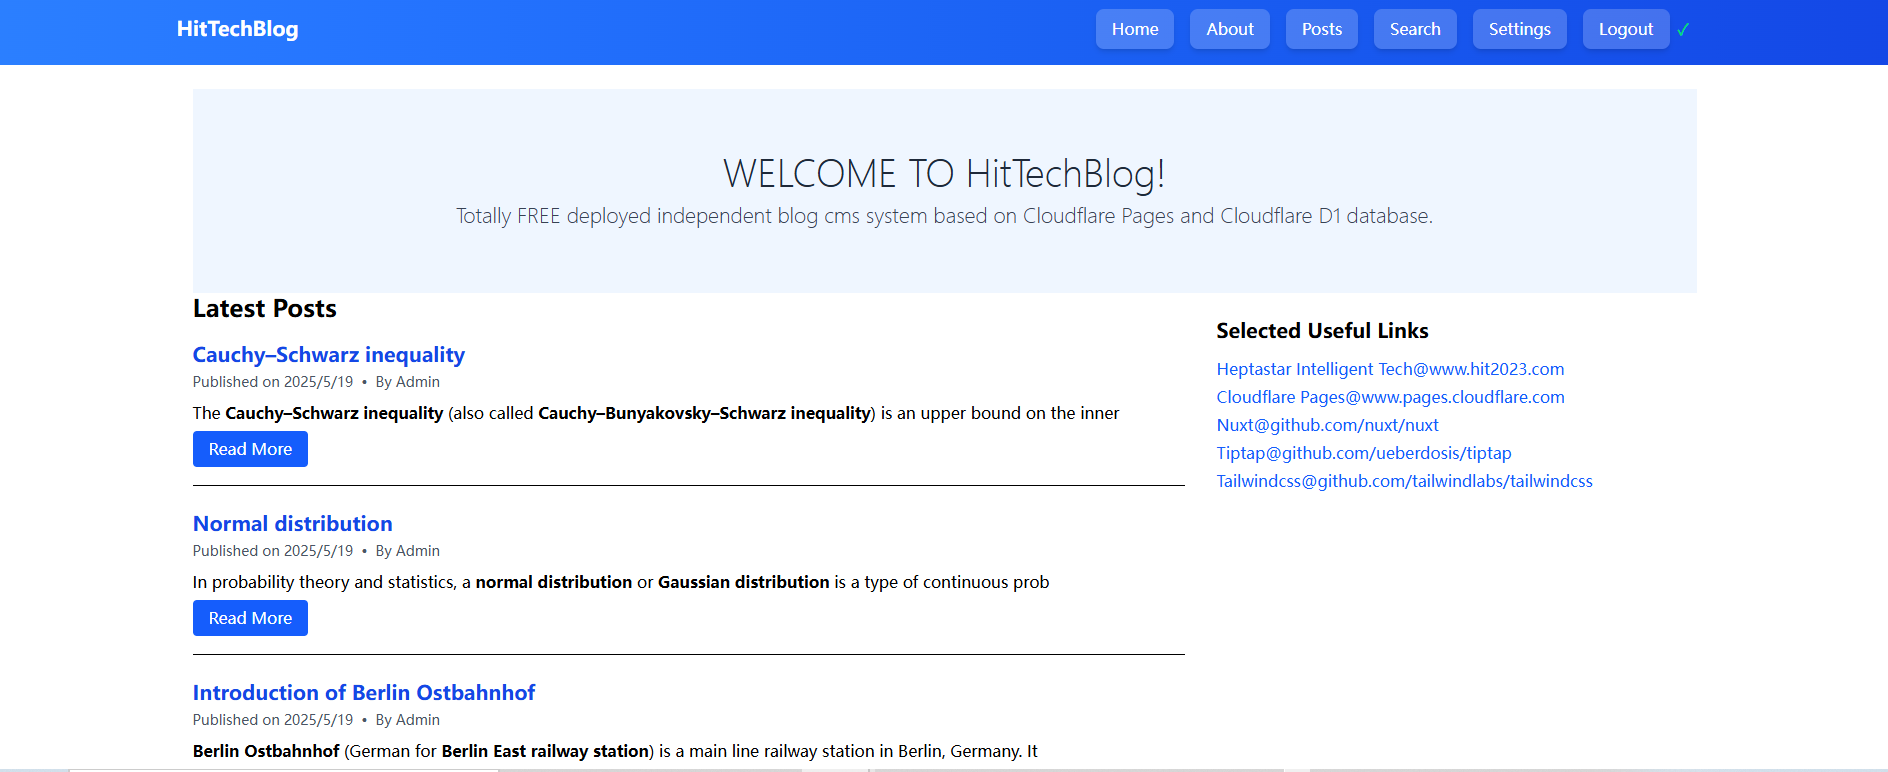 HitTechBlog
Home
About
Posts
Search
Settings
Logout ✓
WELCOME TO HitTechBlog!
Totally FREE deployed independent blog cms system based on Cloudflare Pages and Cloudflare D1 database.
Latest Posts
Cauchy–Schwarz inequality
Published on 2025/5/19 • By Admin
The Cauchy–Schwarz inequality (also called Cauchy–Bunyakovsky–Schwarz inequality) is an upper bound on the inner
Read More
Normal distribution
Published on 2025/5/19 • By Admin
In probability theory and statistics, a normal distribution or Gaussian distribution is a type of continuous prob
Read More
Introduction of Berlin Ostbahnhof
Published on 2025/5/19 • By Admin
Berlin Ostbahnhof (German for Berlin East railway station) is a main line railway station in Berlin, Germany. It
Selected Useful Links
Heptastar Intelligent Tech@www.hit2023.com
Cloudflare Pages@www.pages.cloudflare.com
Nuxt@github.com/nuxt/nuxt
Tiptap@github.com/ueberdosis/tiptap
Tailwindcss@github.com/tailwindlabs/tailwindcss